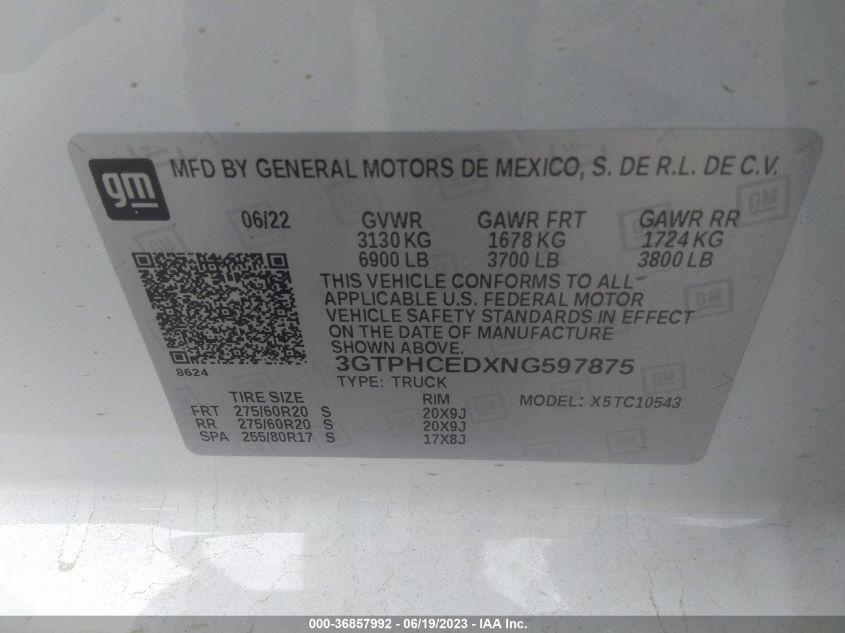 gm MFD BY GENERAL MOTORS DE MEXICO, S. DE R.L. DE C.V.
06/22 GVWR GAWR FRT GAWR RR
3130 KG 1678 KG 1724 KG
6900 LB 3700 LB 3800 LB
THIS VEHICLE CONFORMS TO ALL
APPLICABLE U.S. FEDERAL MOTOR
VEHICLE SAFETY STANDARDS IN EFFECT
ON THE DATE OF MANUFACTURE
SHOWN ABOVE.
8624
3GTPHCEDXNG597875
TYPE: TRUCK
TIRE SIZE RIM MODEL: X5TC10543
FRT 275/60R20 S 20X9J
RR 275/60R20 S 20X9J
SPA 255/80R17 S 17X8J
000-36857992 - 06/19/2023 - IAA Inc.